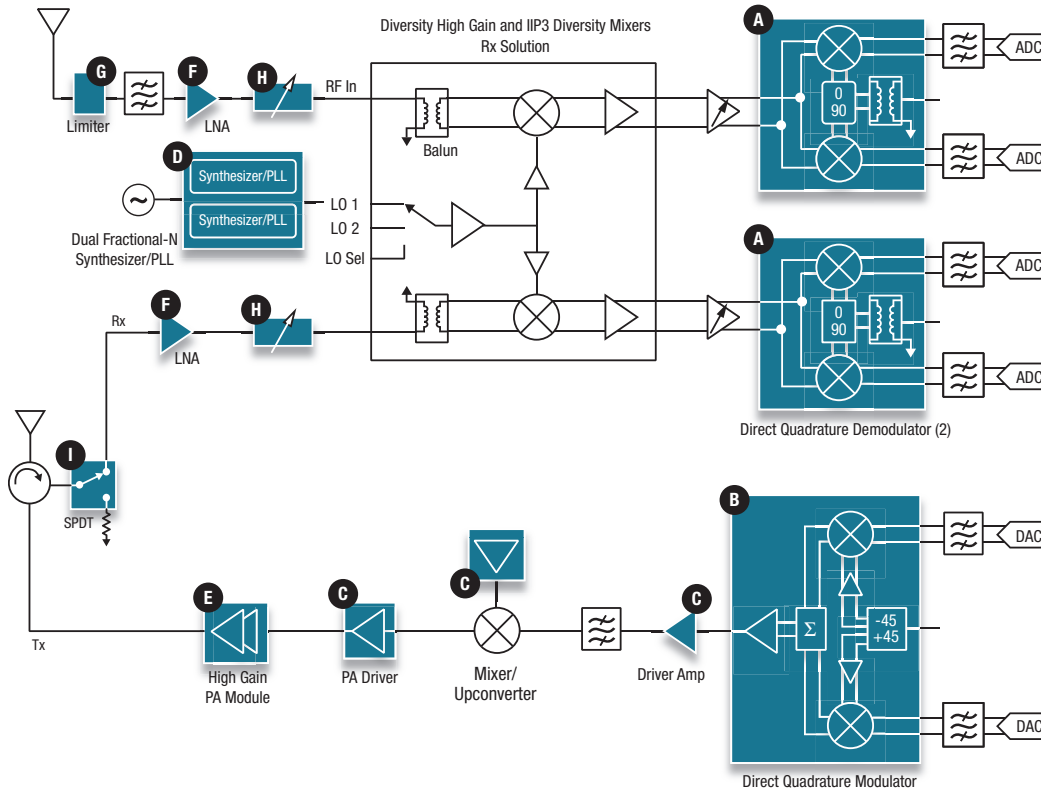 Diversity High Gain and IIP3 Diversity Mixers
Rx Solution
A
G
F
H
RF In
Limiter
LNA
Balun
0
90
ADC
ADC
D
Synthesizer/PLL
Synthesizer/PLL
Dual Fractional-N
Synthesizer/PLL
LO 1
LO 2
LO Sel
A
F
H
Rx
LNA
0
90
ADC
ADC
Direct Quadrature Demodulator (2)
I
SPDT
B
DAC
C
E
C
C
Σ
-45
+45
Tx
High Gain
PA Module
PA Driver
Mixer/
Upconverter
Driver Amp
DAC
Direct Quadrature Modulator